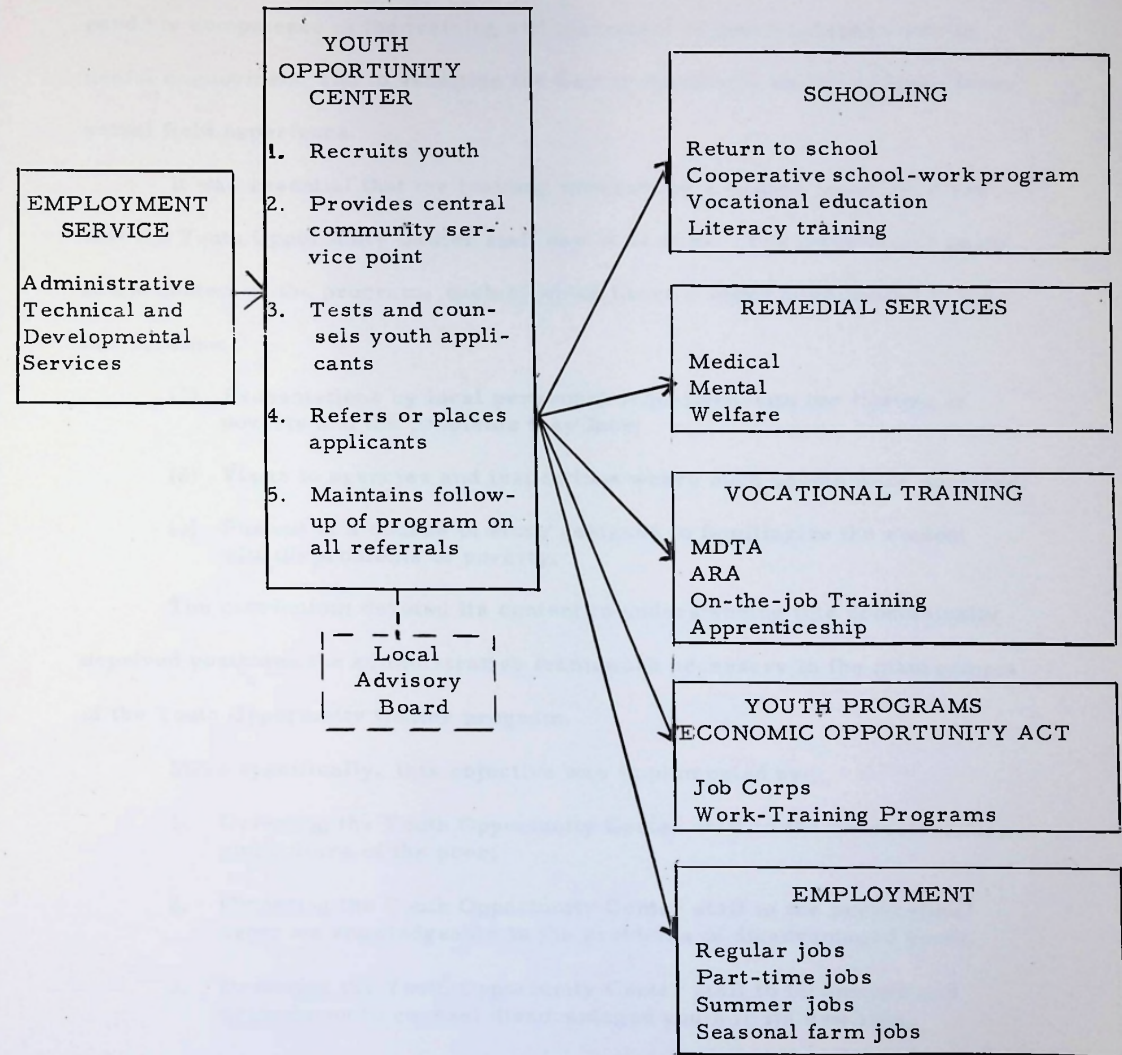 YOUTH
OPPORTUNITY
CENTER
1. Recruits youth
2. Provides central
community ser-
vice point
3. Tests and coun-
sels youth appli-
cants
4. Refers or places
applicants
5. Maintains follow-
up of program on
all referrals
EMPLOYMENT
SERVICE
Administrative
Technical and
Developmental
Services
Local
Advisory
Board
SCHOOLING
Return to school
Cooperative school-work program
Vocational education
Literacy training
REMEDIAL SERVICES
Medical
Mental
Welfare
VOCATIONAL TRAINING
MDTA
ARA
On-the-job Training
Apprenticeship
YOUTH PROGRAMS
ECONOMIC OPPORTUNITY ACT
Job Corps
Work-Training Programs
EMPLOYMENT
Regular jobs
Part-time jobs
Summer jobs
Seasonal farm jobs